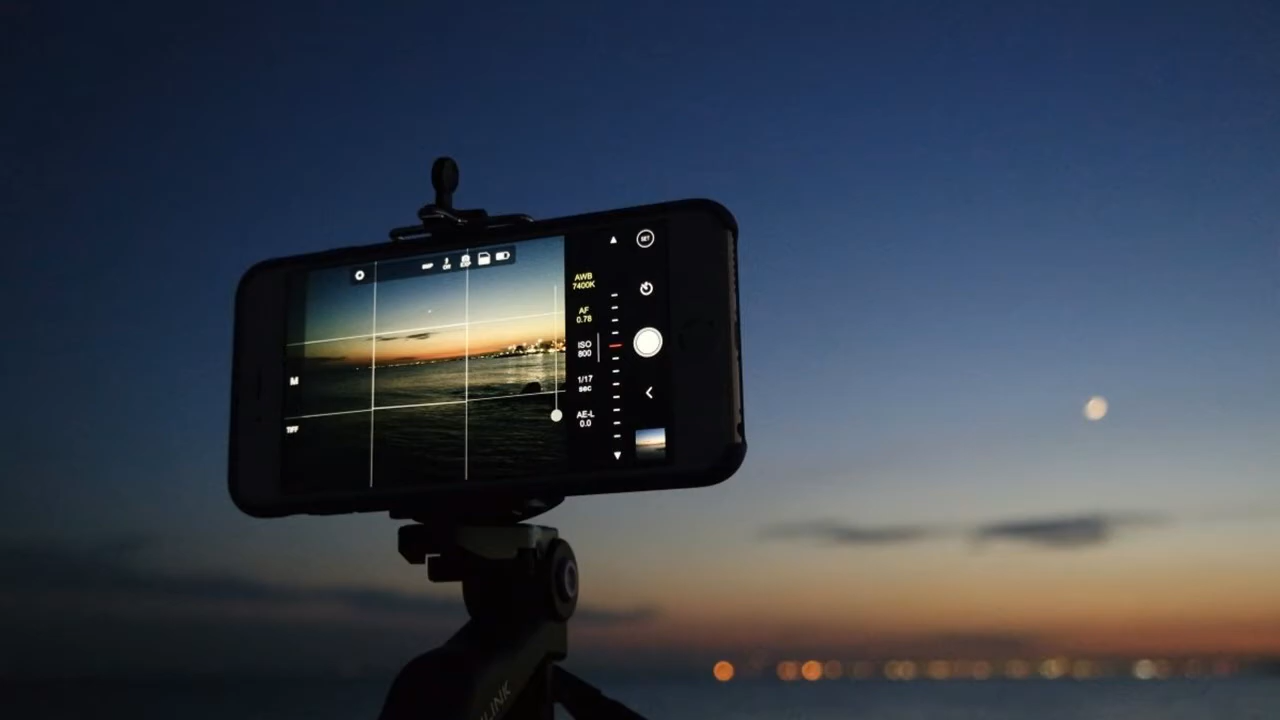 SET
AWB
7400K
AF
0.78
ISO
800
1/17
sec
AE-L
0.0
M
TIFF